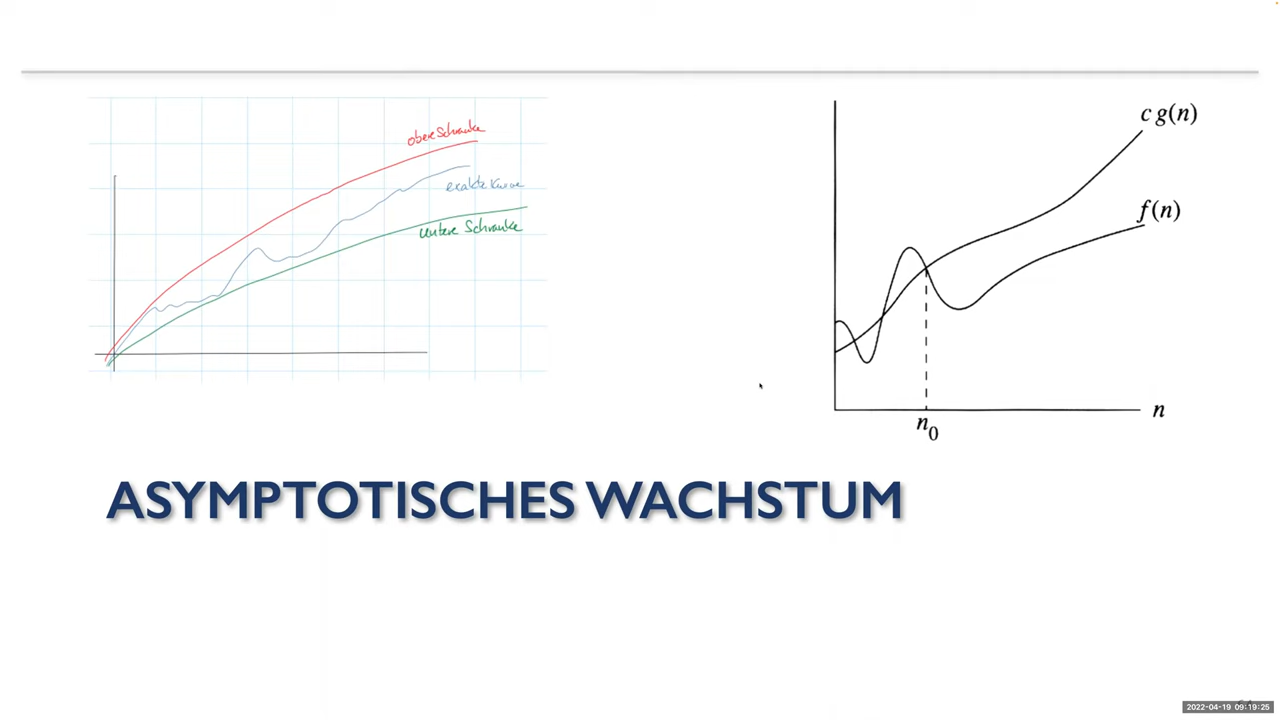 obere Schranke
exakte Kurve
untere Schranke
c g(n)
f(n)
n
n₀
ASYMPTOTISCHES WACHSTUM
2022-04-19 09:19:25